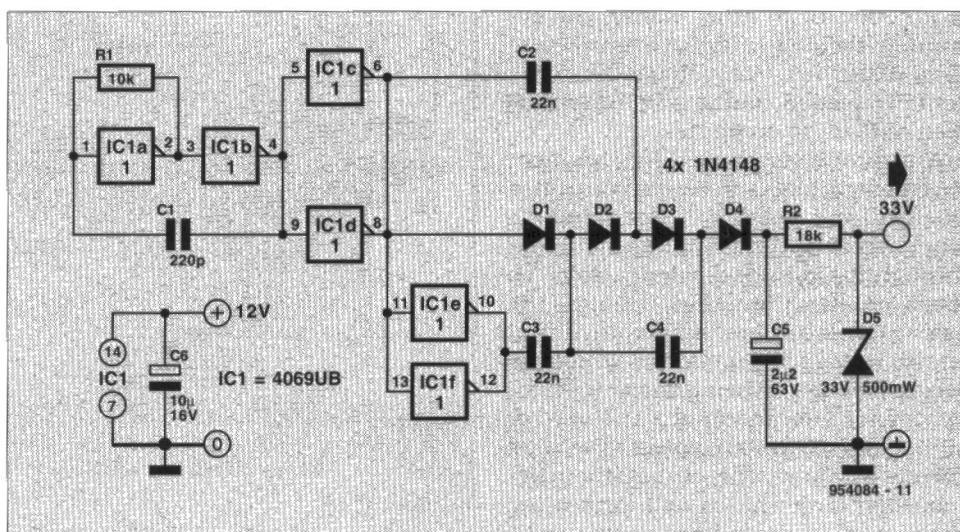 R1
10k
1
IC1a
1
2
3
IC1b
1
4
C1
220p
5
IC1c
1
6
9
IC1d
1
8
C2
22n
4x 1N4148
D1
D2
D3
D4
R2
18k
33V
11
IC1e
1
10
13
IC1f
1
12
C3
22n
C4
22n
C5
2µ2
63V
D5
33V
500mW
14
IC1
7
+
12V
C6
10µ
16V
0
IC1 = 4069UB
954084 - 11